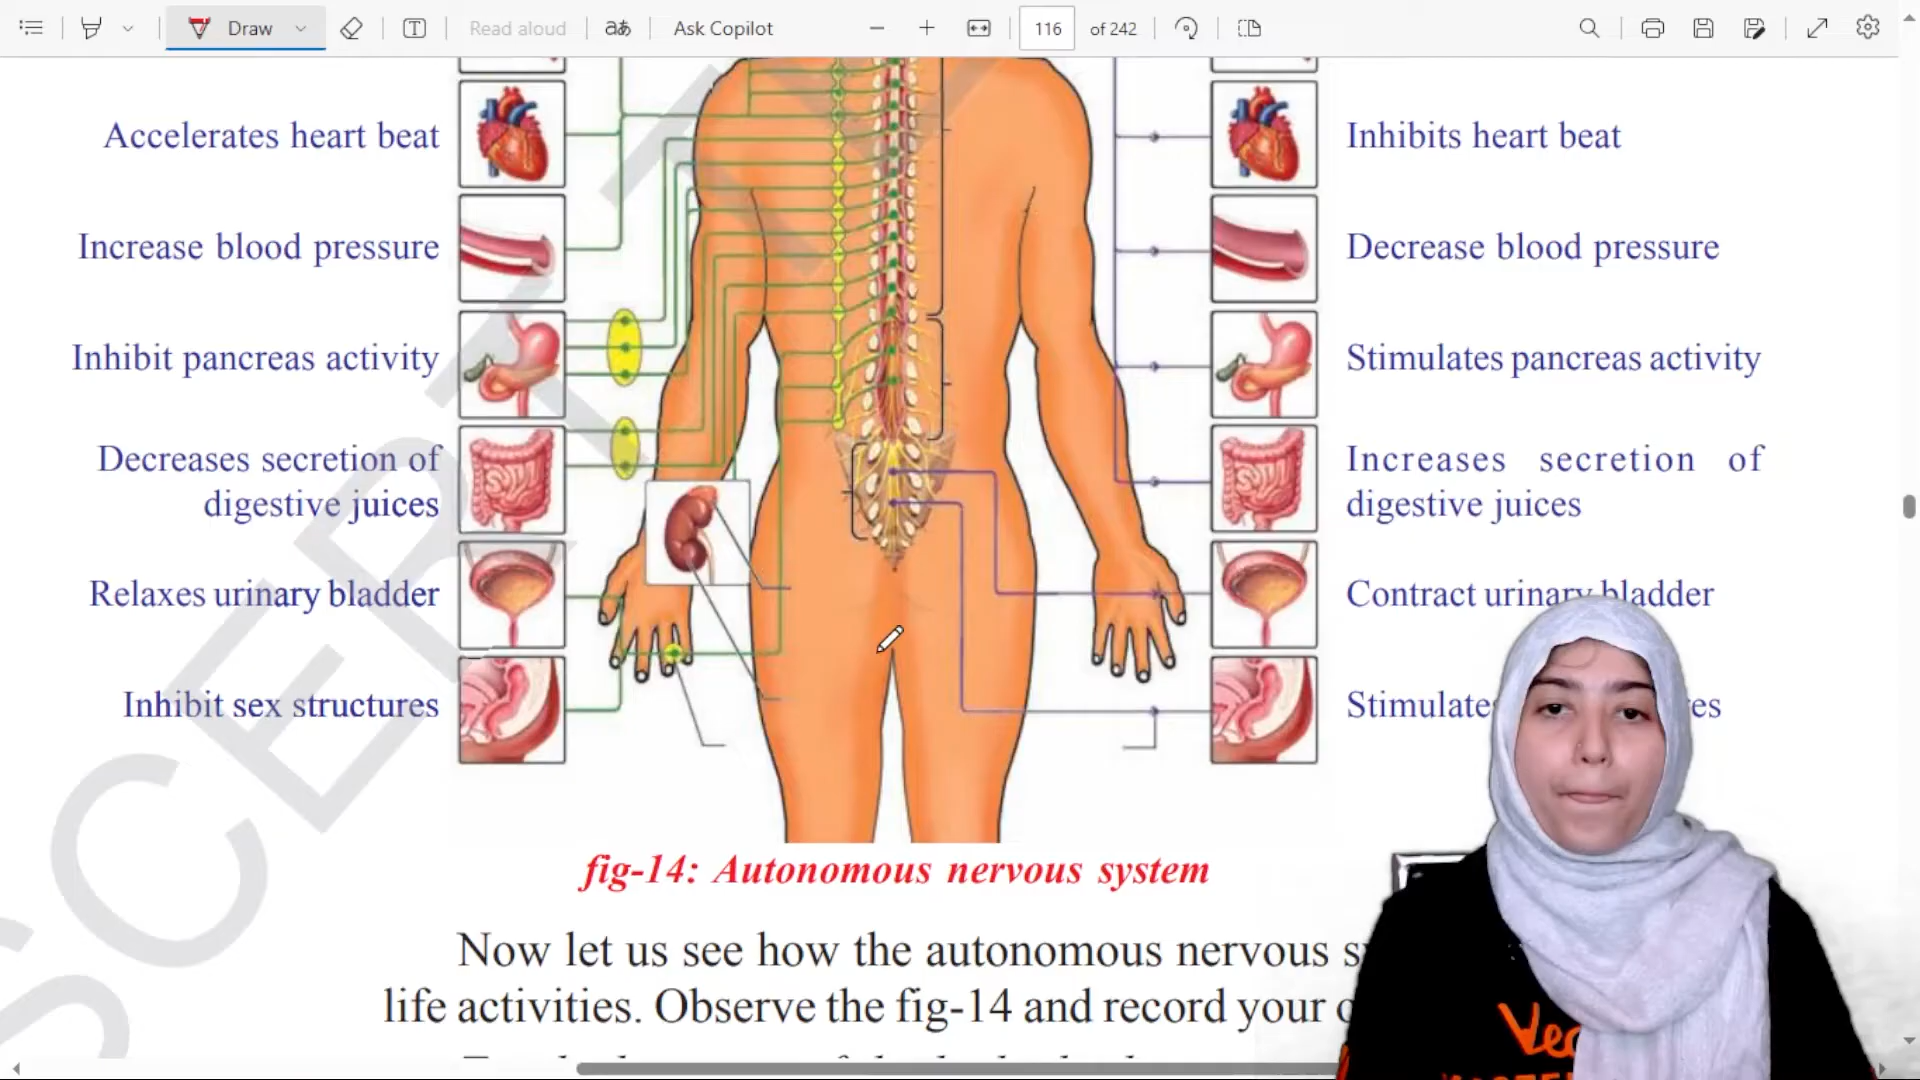 Draw
Read aloud
aあ
Ask Copilot
116
of 242
Accelerates heart beat
Inhibits heart beat
Increase blood pressure
Decrease blood pressure
Inhibit pancreas activity
Stimulates pancreas activity
Decreases secretion of
digestive juices
Increases secretion of
digestive juices
Relaxes urinary bladder
Contract urinary bladder
Inhibit sex structures
SCERT T
fig-14: Autonomous nervous system
Now let us see how the autonomous nervous
life activities. Observe the fig-14 and record your